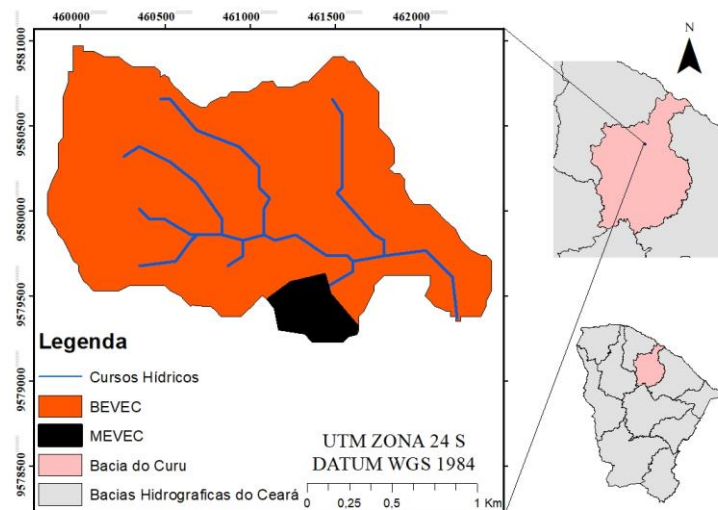 460000 460500 461000 461500 462000
9581000
9580500
9580000
9579500
9579000
9578500
N
Legenda
Cursos Hídricos
BEVEC
MEVEC
Bacia do Curu
Bacias Hidrograficas do Ceará
UTM ZONA 24 S
DATUM WGS 1984
0 0,25 0,5 1 Km